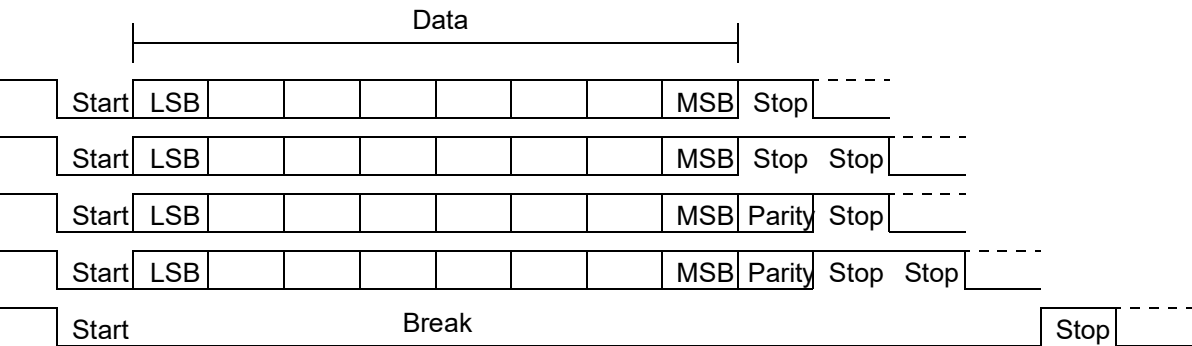 Data
Start LSB MSB Stop
Start LSB MSB Stop Stop
Start LSB MSB Parity Stop
Start LSB MSB Parity Stop Stop
Start Break Stop